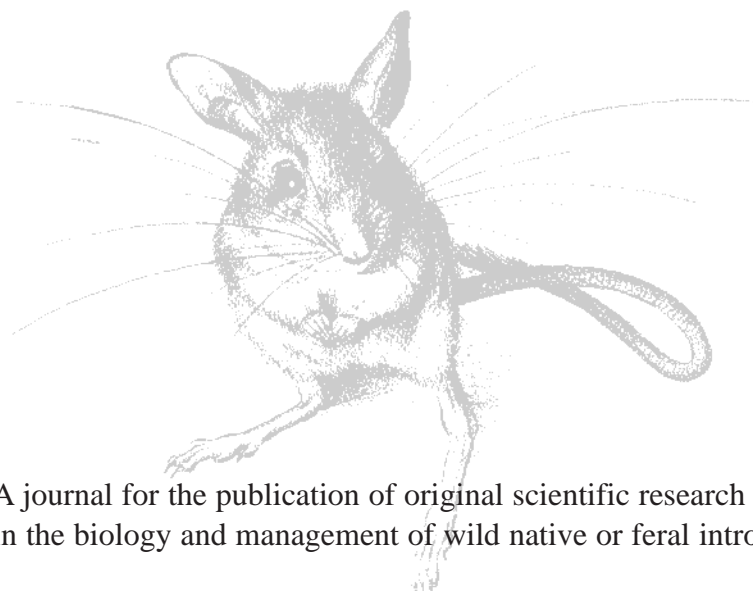 A journal for the publication of original scientific research
in the biology and management of wild native or feral intro